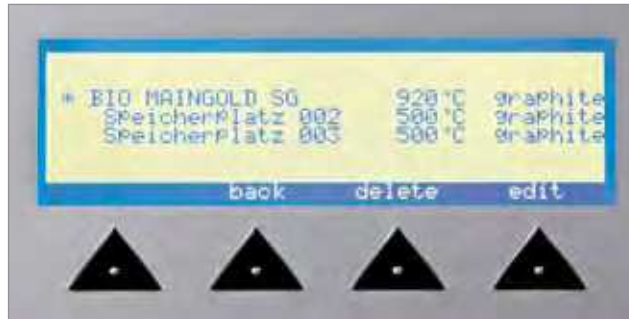 * BIO MAINGOLD SG 920 °C graphite
Speicherplatz 002 500 °C graphite
Speicherplatz 003 500 °C graphite
back delete edit